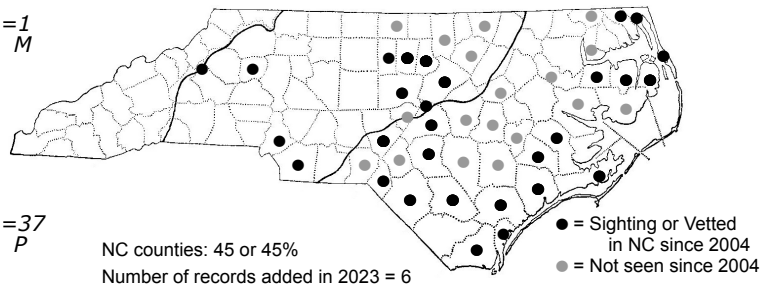 =1
M
=37
P
NC counties: 45 or 45%
Number of records added in 2023 = 6
● = Sighting or Vetted
in NC since 2004
● = Not seen since 2004